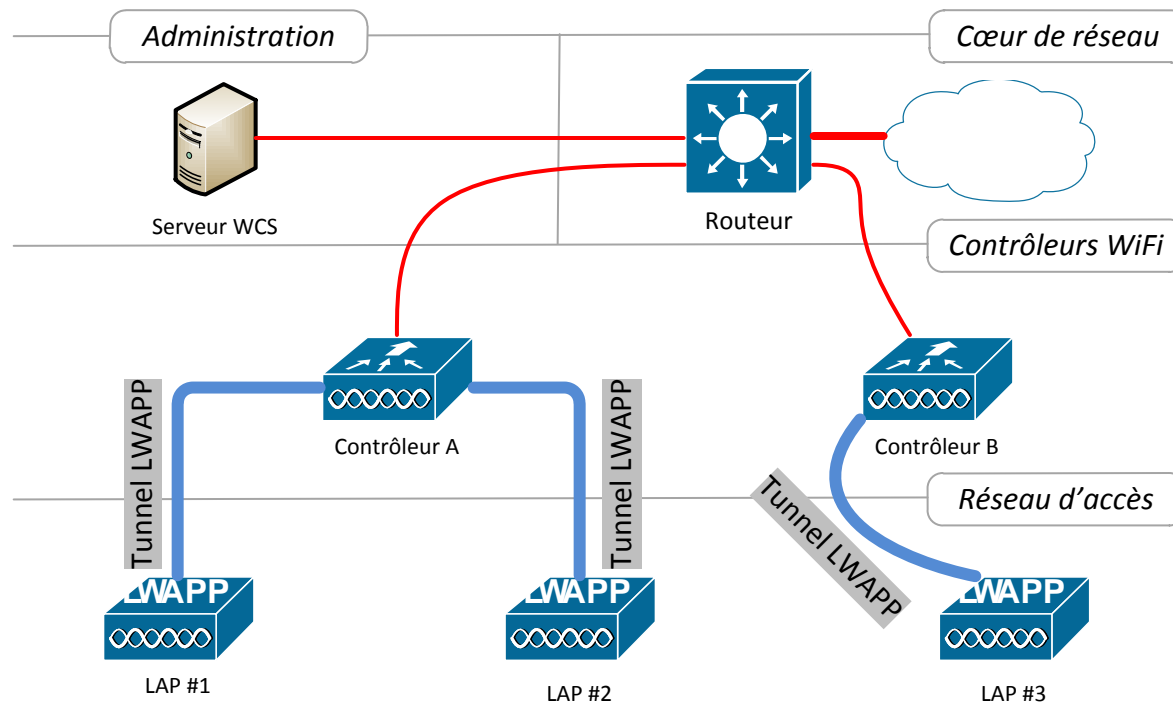 Administration
Cœur de réseau
Serveur WCS
Routeur
Contrôleurs WiFi
Tunnel LWAPP
Contrôleur A
Tunnel LWAPP
Contrôleur B
Réseau d’accès
Tunnel LWAPP
LWAPP
LWAPP
LWAPP
LAP #1
LAP #2
LAP #3